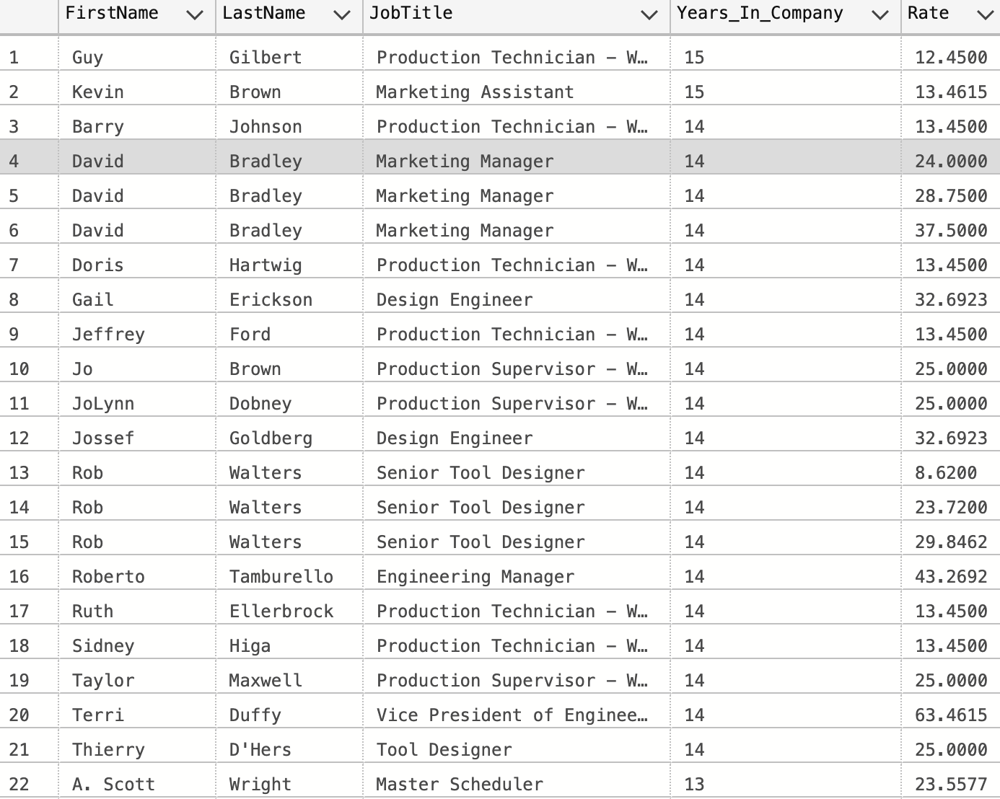 FirstName LastName JobTitle Years_In_Company Rate
1 Guy Gilbert Production Technician – W… 15 12.4500
2 Kevin Brown Marketing Assistant 15 13.4615
3 Barry Johnson Production Technician – W… 14 13.4500
4 David Bradley Marketing Manager 14 24.0000
5 David Bradley Marketing Manager 14 28.7500
6 David Bradley Marketing Manager 14 37.5000
7 Doris Hartwig Production Technician – W… 14 13.4500
8 Gail Erickson Design Engineer 14 32.6923
9 Jeffrey Ford Production Technician – W… 14 13.4500
10 Jo Brown Production Supervisor – W… 14 25.0000
11 JoLynn Dobney Production Supervisor – W… 14 25.0000
12 Jossef Goldberg Design Engineer 14 32.6923
13 Rob Walters Senior Tool Designer 14 8.6200
14 Rob Walters Senior Tool Designer 14 23.7200
15 Rob Walters Senior Tool Designer 14 29.8462
16 Roberto Tamburello Engineering Manager 14 43.2692
17 Ruth Ellerbrock Production Technician – W… 14 13.4500
18 Sidney Higa Production Technician – W… 14 13.4500
19 Taylor Maxwell Production Supervisor – W… 14 25.0000
20 Terri Duffy Vice President of Enginee… 14 63.4615
21 Thierry D'Hers Tool Designer 14 25.0000
22 A. Scott Wright Master Scheduler 13 23.5577